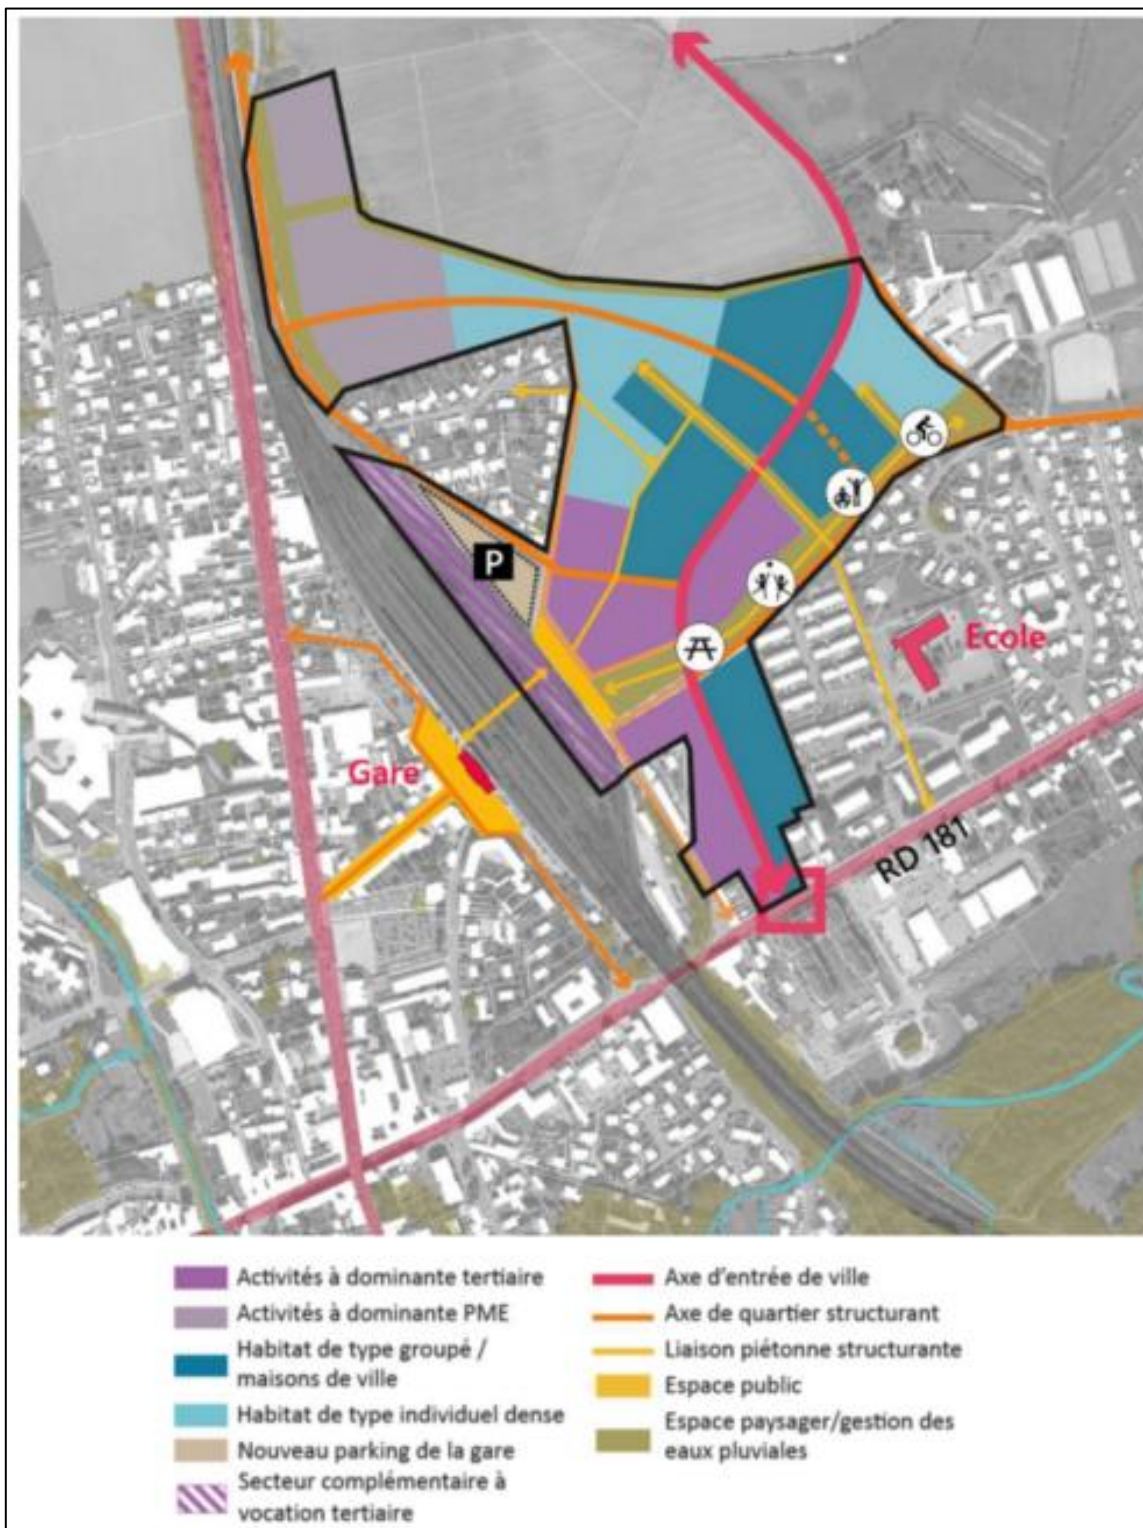 P
Ecole
Gare
RD 181
Activités à dominante tertiaire
Activités à dominante PME
Habitat de type groupé /
maisons de ville
Habitat de type individuel dense
Nouveau parking de la gare
Secteur complémentaire à
vocation tertiaire
Axe d'entrée de ville
Axe de quartier structurant
Liaison piétonne structurante
Espace public
Espace paysager/gestion des
eaux pluviales